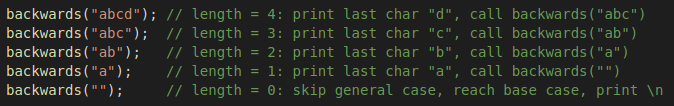 backwards("abcd"); // length = 4: print last char "d", call backwards("abc")
backwards("abc");  // length = 3: print last char "c", call backwards("ab")
backwards("ab");   // length = 2: print last char "b", call backwards("a")
backwards("a");    // length = 1: print last char "a", call backwards("")
backwards("");     // length = 0: skip general case, reach base case, print \n